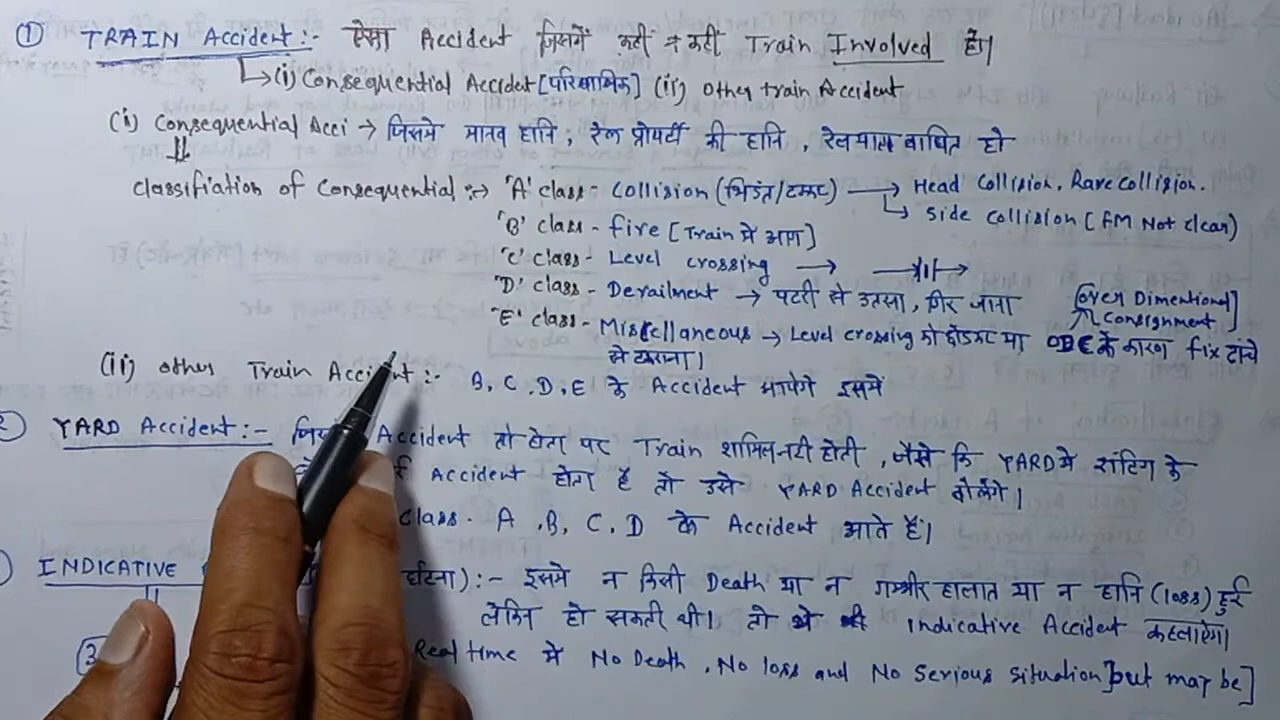 ① TRAIN Accident :- ऐसा Accident जिसमें कहीं न कहीं Train Involved हो।
↳ (i) Consequential Accident [परिणामिक] (ii) Other train Accident
(i) Consequential Acci → जिसमें मानव हानि, रेल प्रोपर्टी की हानि, रेलयातायात बाधित हो
Classifiation of Consequential :→ 'A' class - Collision (भिडंत/टक्कर) → Head Collision, Rare Collision.
↳ Side Collision [FM Not Clear)
'B' class - fire [Train मे आग]
'C' class - Level crossing →
'D' class - Derailment → पटरी से उतरना, गिर जाना
[over Dimentional Consignment]
'E' class - Miscellaneous → Level crossing को छोडकर या ODC के कारण fix ढांचे
से टकराना।
(ii) other Train Accident :- B, C, D, E के Accident आयेंगे इसमें
YARD Accident :- Accident तो होगा पर Train शामिल नही होती, जैसे कि YARD मे शंटिग के
Accident होता है तो उसे YARD Accident बोलेंगे।
class - A, B, C, D के Accident आते हैं।
INDICATIVE :- इसमे न किसी Death या न गम्भीर हालात या न हानि (loss) हुई
लेकिन हो सकती थी। तो वे Indicative Accident कहलाऐगा।
Real time मे No Death, No loss and No Serious situation] but may be]